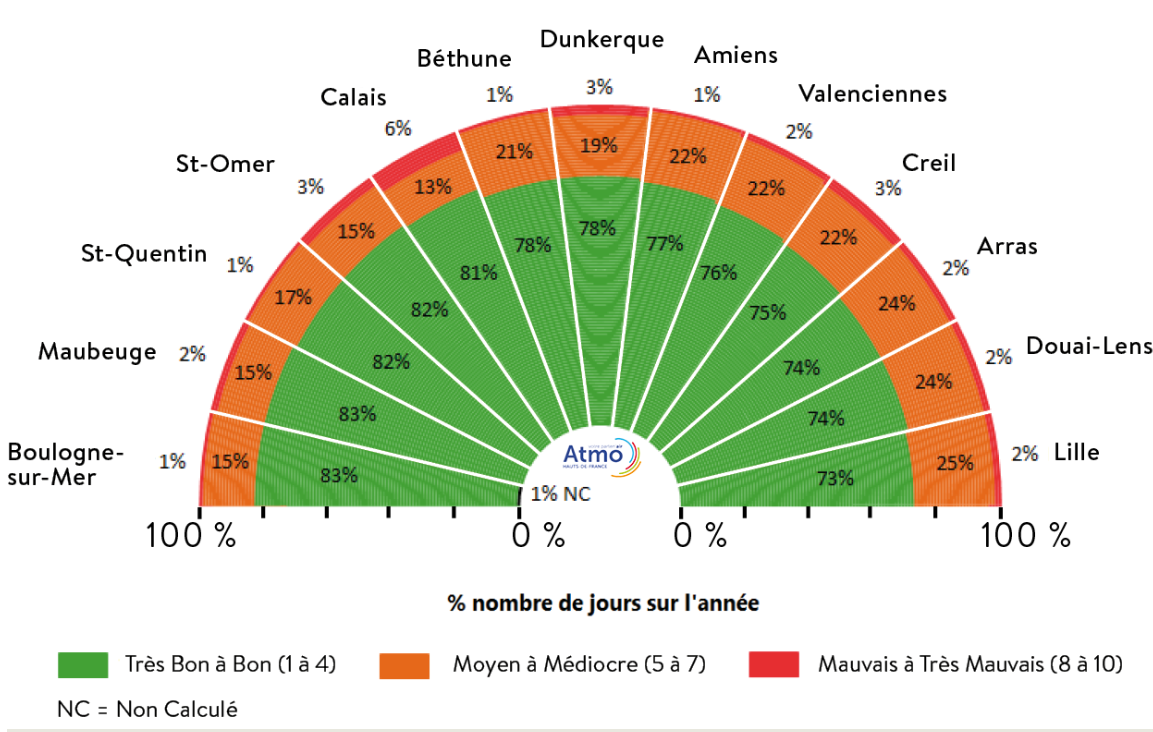 Dunkerque
Béthune
Amiens
3%
Calais
1%
1%
Valenciennes
6%
2%
St-Omer
21%
19%
22%
Creil
3%
13%
22%
3%
St-Quentin
15%
78%
78%
77%
22%
Arras
1%
17%
81%
76%
24%
2%
Maubeuge
2%
15%
82%
82%
75%
74%
24%
2%
Douai-Lens
83%
74%
Boulogne-
sur-Mer
1%
15%
83%
Atmo
HAUTS DE FRANCE
73%
25%
2%
Lille
1% NC
100 %
0 %
0 %
100 %
% nombre de jours sur l'année
Très Bon à Bon (1 à 4)
Moyen à Médiocre (5 à 7)
Mauvais à Très Mauvais (8 à 10)
NC = Non Calculé